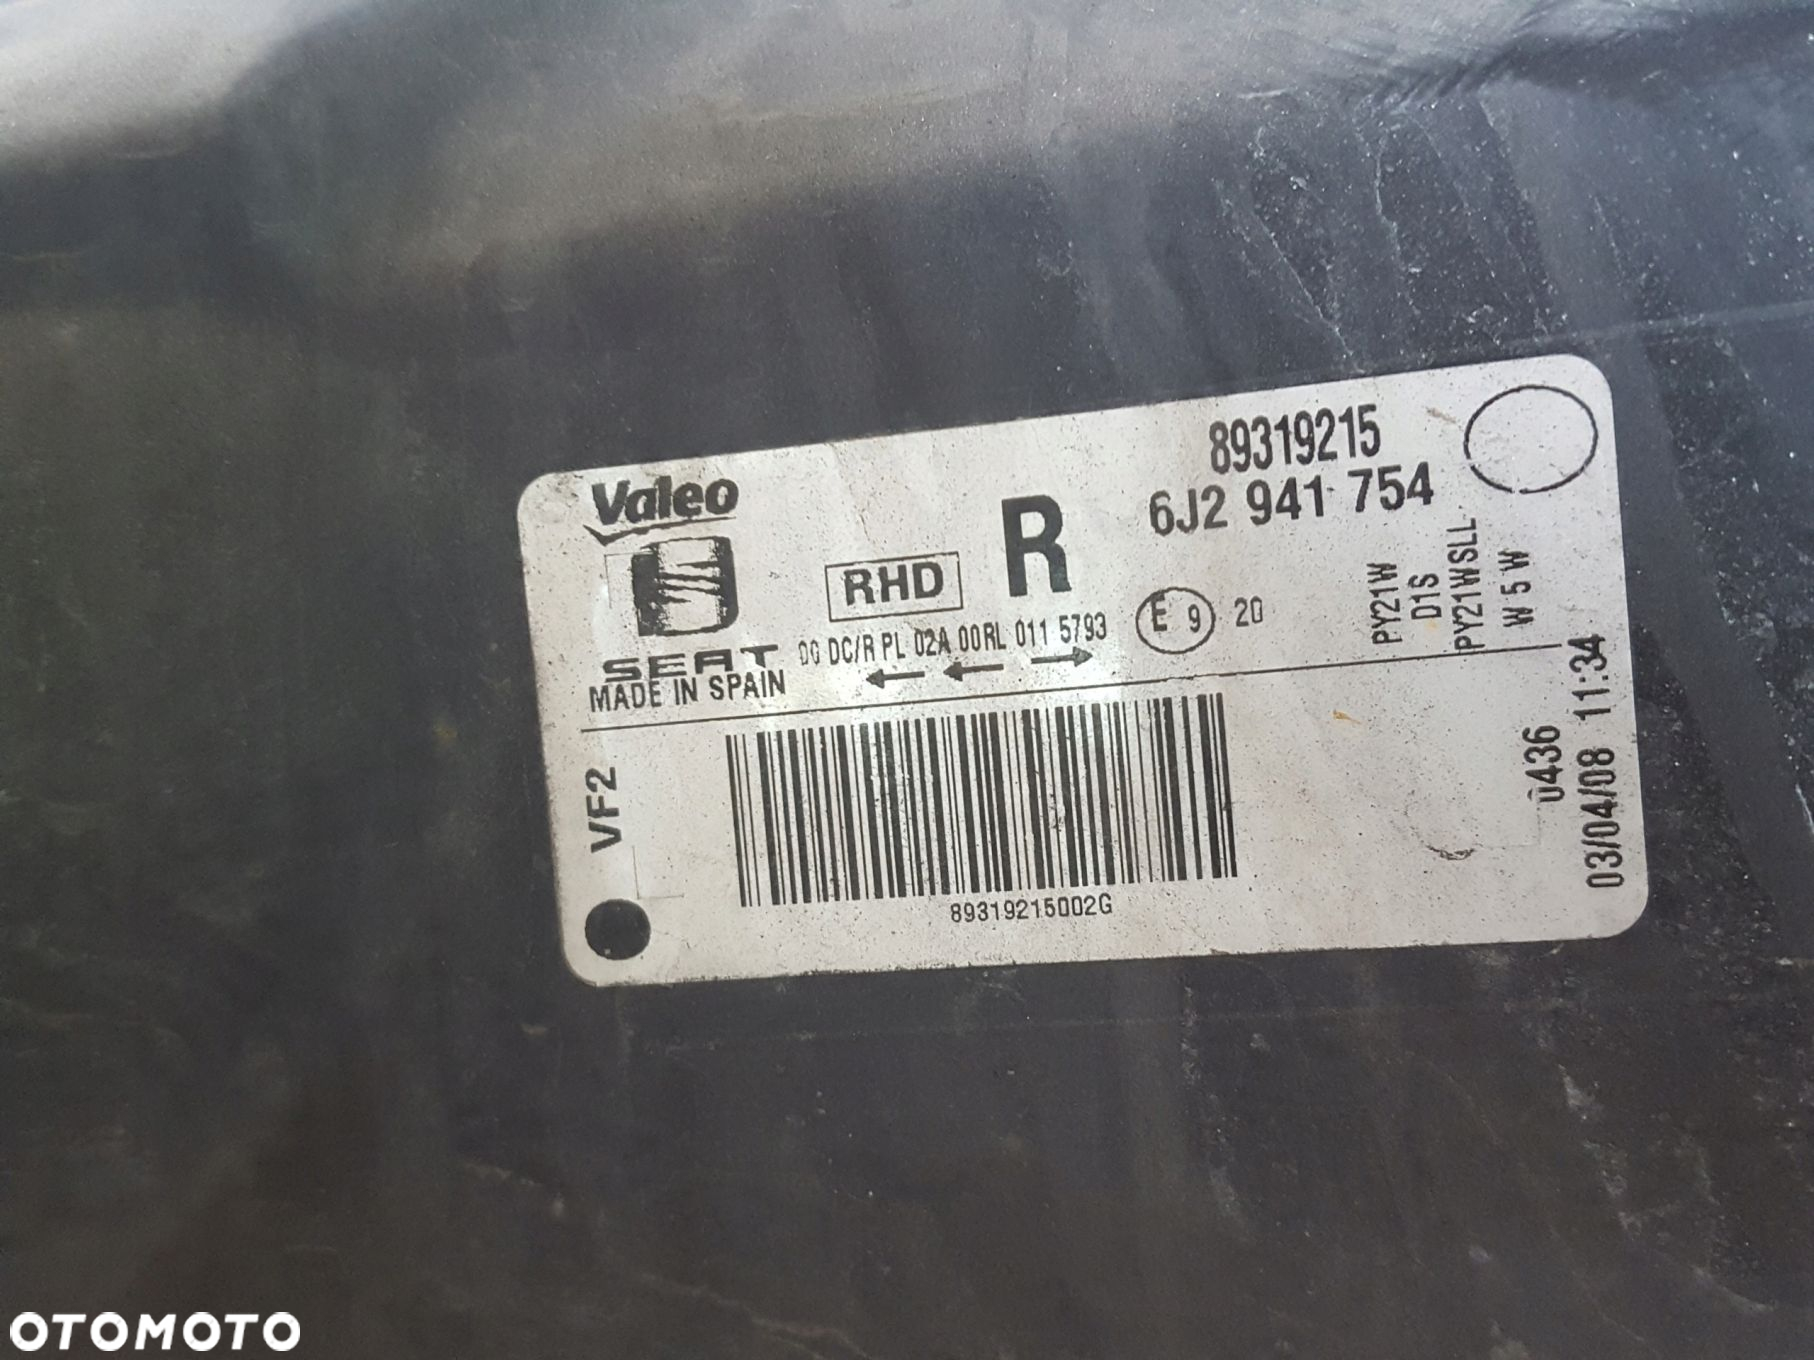 Valeo
SEAT
MADE IN SPAIN
RHD
R
89319215
6J2 941 754
00 DC/R PL 02A 00RL 011 5793
E 9 20
PY21W
D1S
PY21WSLL
W5W
VF2
89319215002G
0436
03/04/08 11:34
OTOMOTO